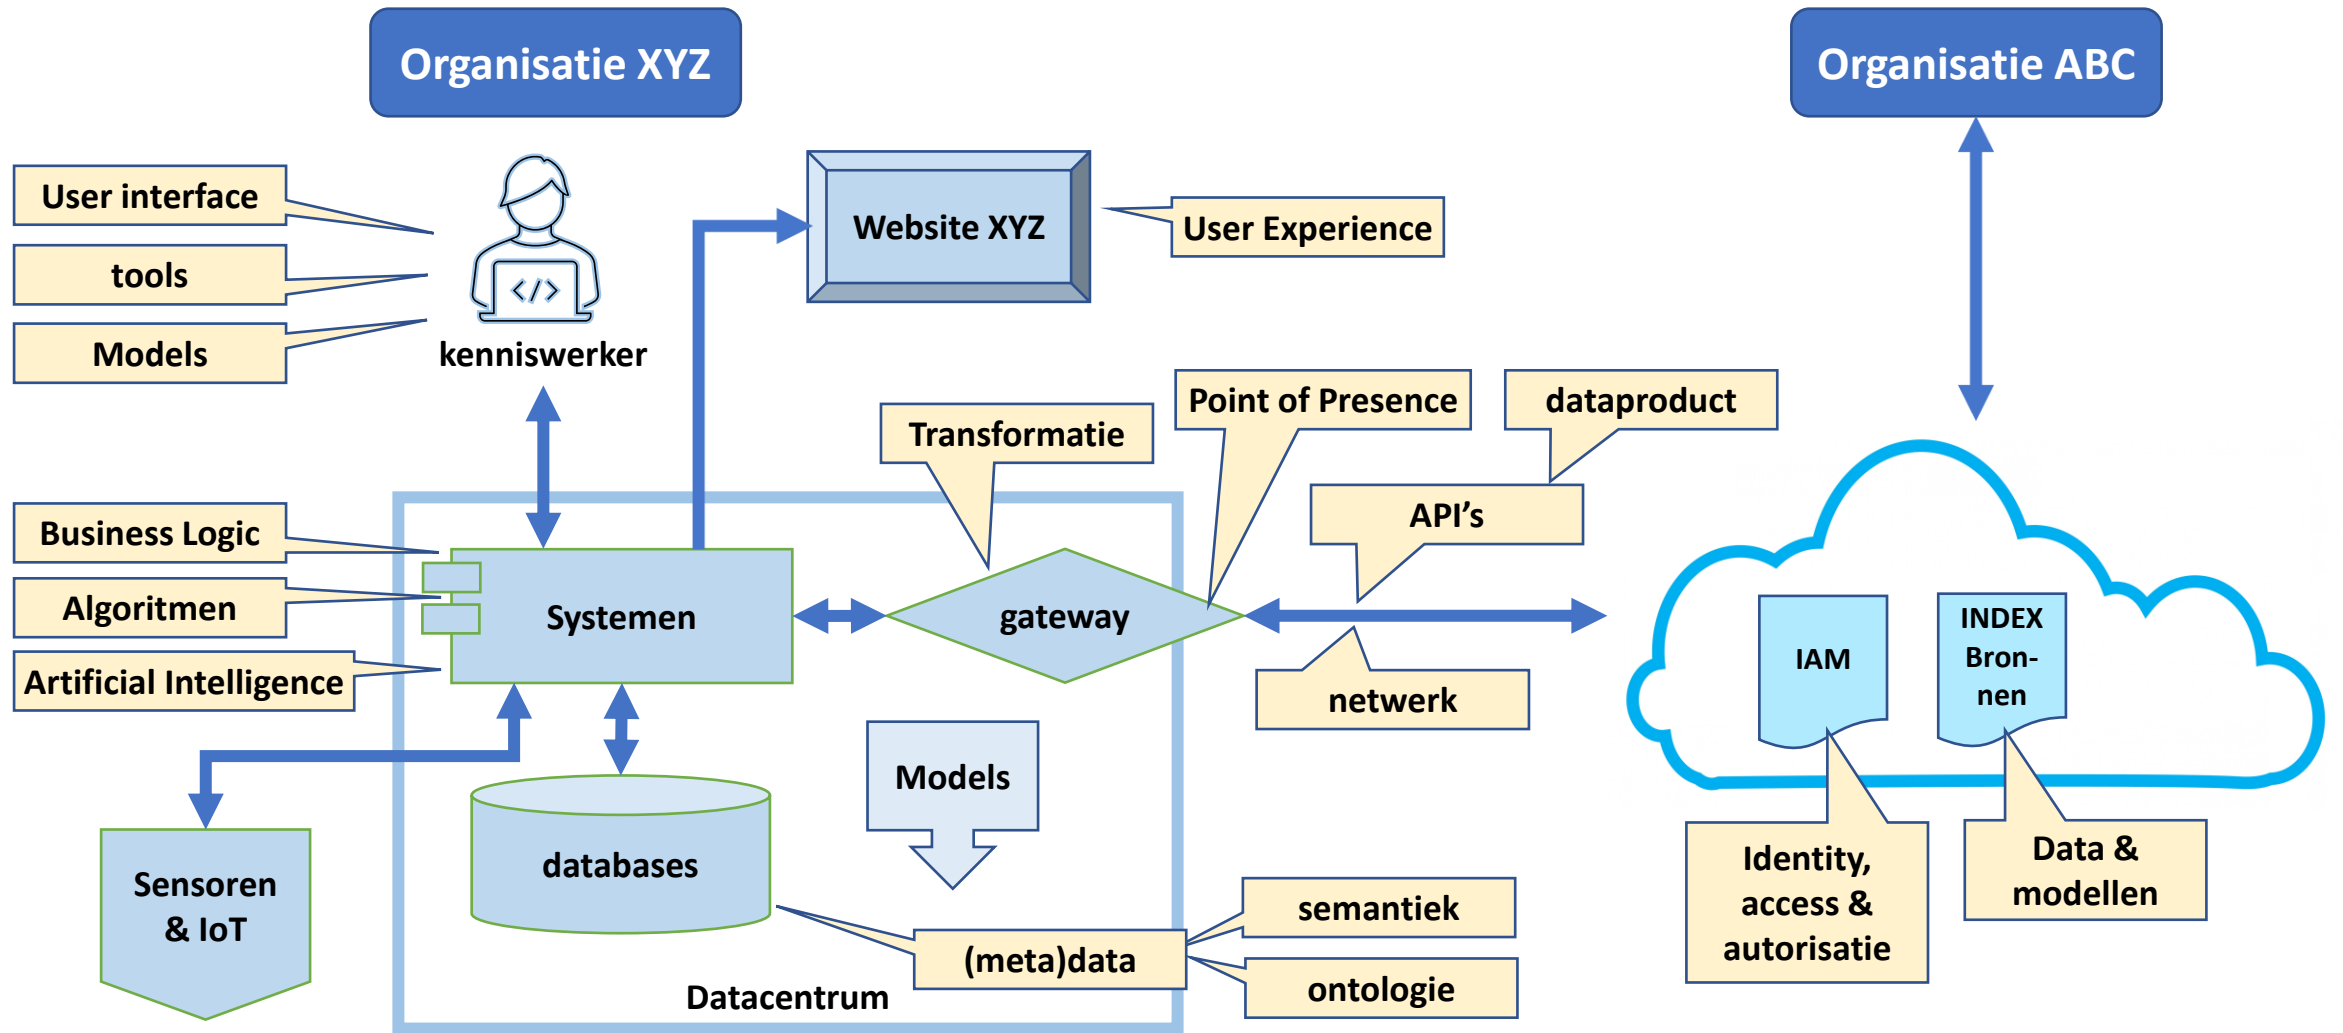 Organisatie XYZ
Organisatie ABC
User interface
tools
Models
kenniswerker
Website XYZ
User Experience
Transformatie
Point of Presence
dataproduct
API’s
Business Logic
Algoritmen
Artificial Intelligence
Systemen
gateway
netwerk
IAM
INDEX
Bron-
nen
Models
databases
Sensoren
& IoT
(meta)data
semantiek
ontologie
Datacentrum
Identity,
access &
autorisatie
Data &
modellen